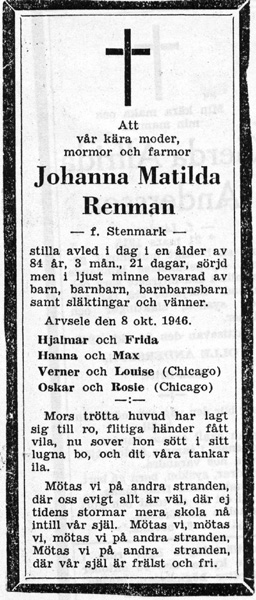 Att
vår kära moder,
mormor och farmor
Johanna Matilda
Renman
— f. Stenmark —
stilla avled i dag i en ålder av
84 år, 3 mån., 21 dagar, sörjd
men i ljust minne bevarad av
barn, barnbarn, barnbarnsbarn
samt släktingar och vänner.
Arvsele den 8 okt. 1946.
Hjalmar och Frida
Hanna och Max
Verner och Louise (Chicago)
Oskar och Rosie (Chicago)
—:—
Mors trötta huvud har lagt
sig till ro, flitiga händer fått
vila, nu sover hon sött i sitt
lugna bo, och dit våra tankar
ila.
Mötas vi på andra stranden,
där oss evigt allt är väl, där ej
tidens stormar mera skola nå
intill vår själ. Mötas vi, mötas
vi, mötas vi på andra stranden,
Mötas vi på andra stranden,
där vår själ är frälst och fri.